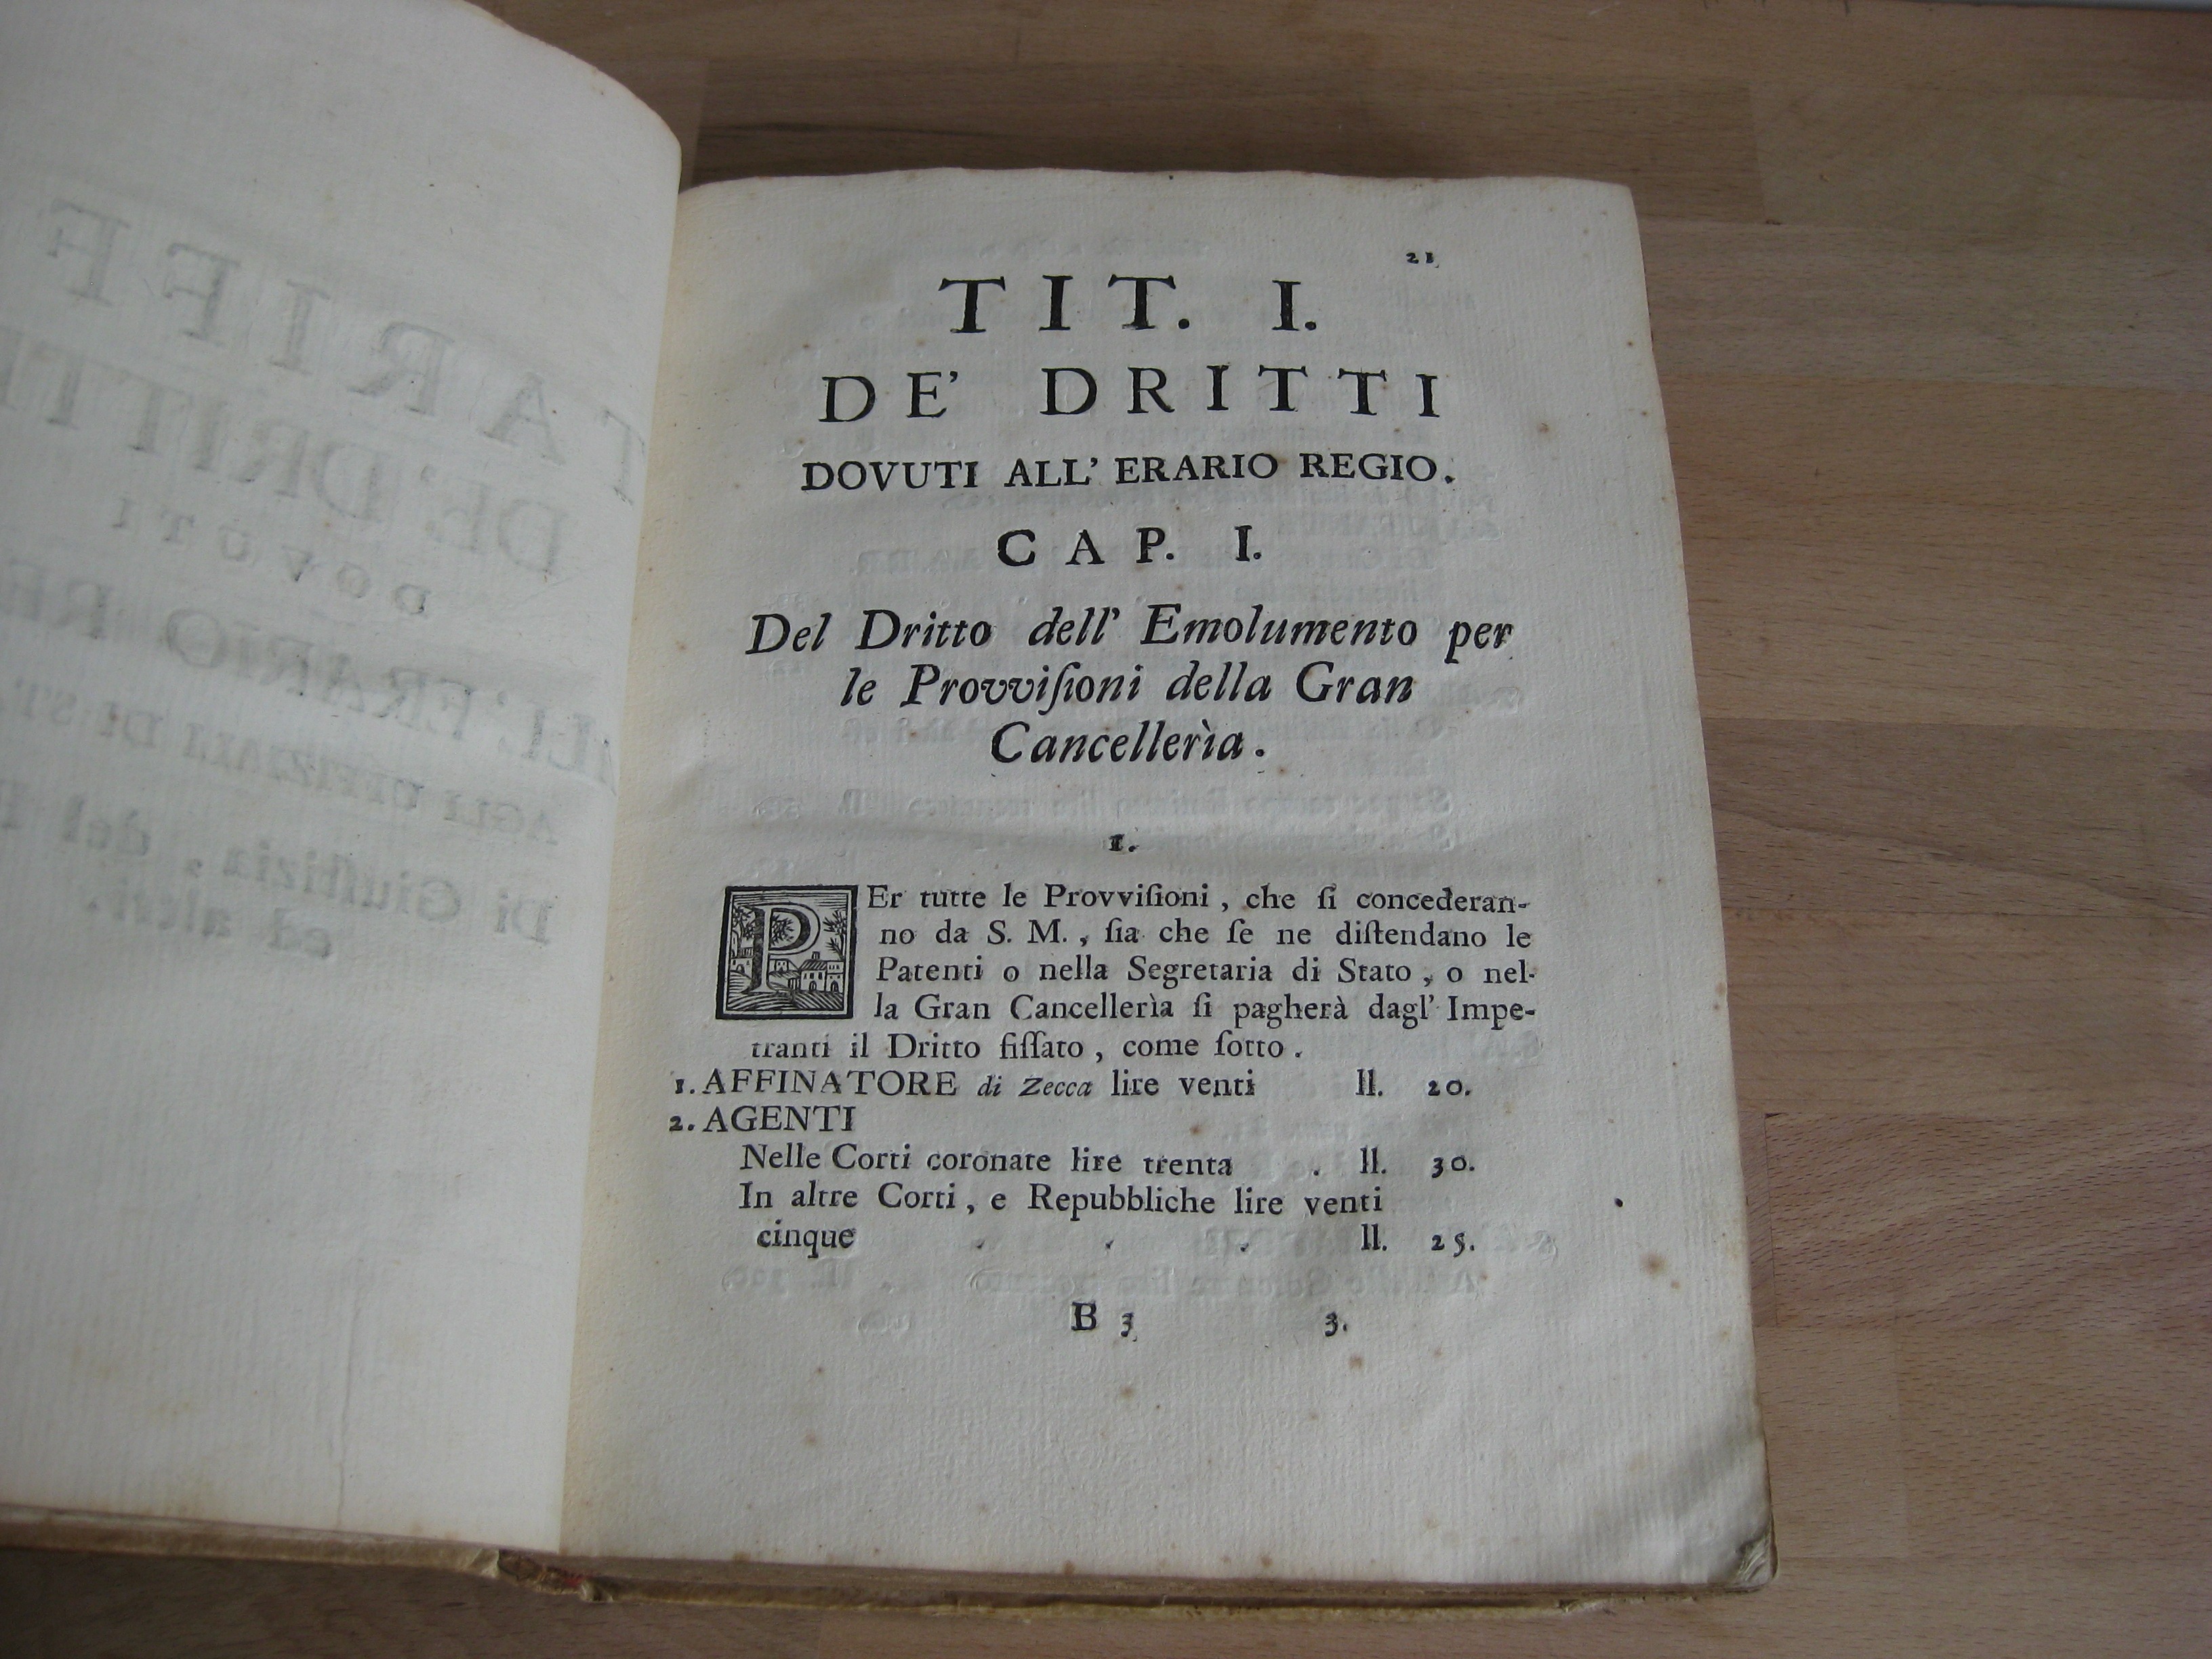 21
TIT. I.
DE' DRITTI
DOVUTI ALL' ERARIO REGIO.
CAP. I.
Del Dritto dell' Emolumento per
le Provviſioni della Gran
Cancellerìa.
1.
PEr tutte le Provviſioni, che ſi concederan-
no da S. M., ſia che ſe ne diſtendano le
Patenti o nella Segretaria di Stato, o nel-
la Gran Cancellerìa ſi pagherà dagl' Impe-
tranti il Dritto fiſſato, come ſotto.
1. AFFINATORE di Zecca lire venti ll. 20.
2. AGENTI
Nelle Corti coronate lire trenta . ll. 30.
In altre Corti, e Repubbliche lire venti
cinque . . . ll. 25.
B 3 3.